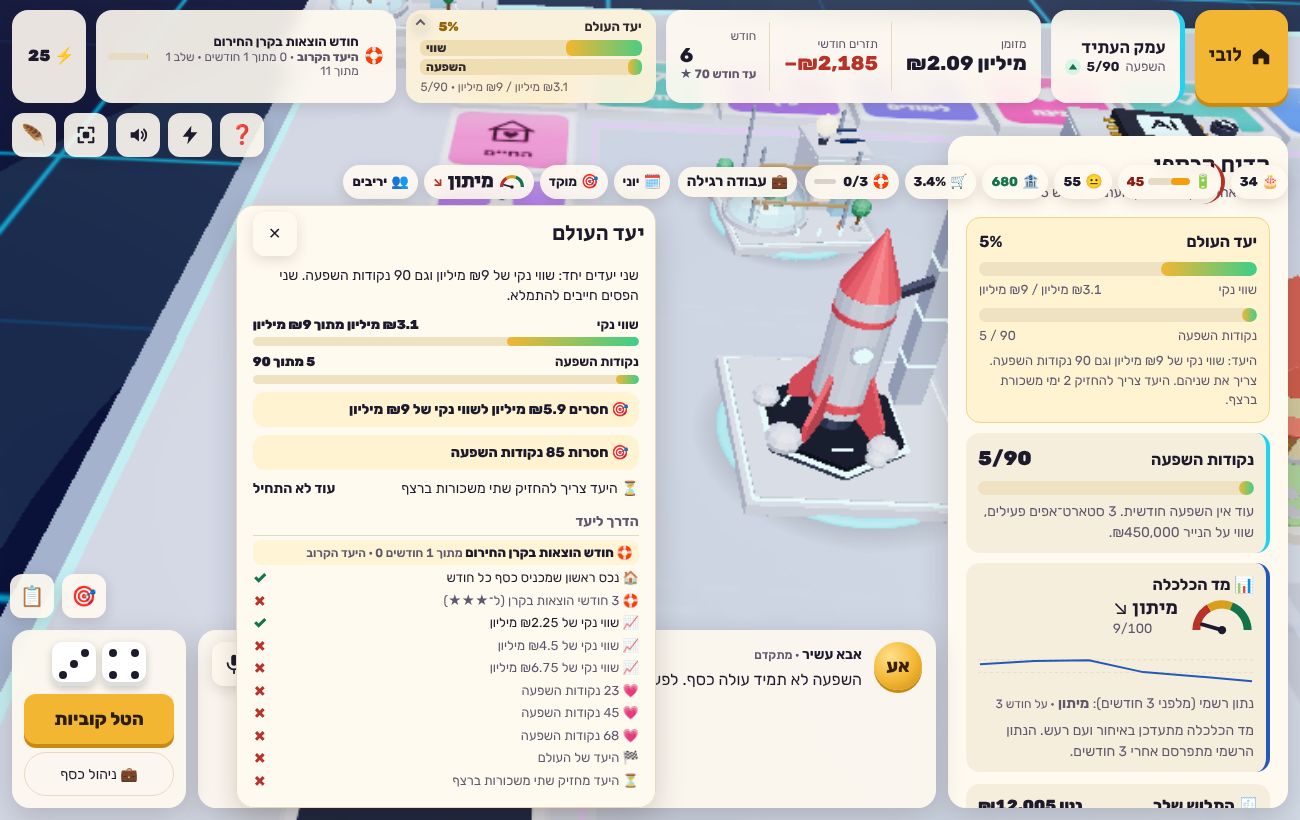 לובי
עמק העתיד
השפעה 5/90
מזומן
₪2.09 מיליון
תזרים חודשי
−₪2,185
חודש
6
עד חודש 70 ★
יעד העולם
5%
שווי
השפעה
₪3.1 מיליון / ₪9 מיליון • 5/90
חודש הוצאות בקרן החירום
היעד הקרוב • 0 מתוך 1 חודשים • שלב 1
מתוך 11
25
34
45
55
680
3.4%
0/3
עבודה רגילה
יוני
מוקד
מיתון ↘
יריבים
יעד העולם
5%
שווי נקי
₪3.1 מיליון / ₪9 מיליון
נקודות השפעה
5 / 90
היעד: שווי נקי של ₪9 מיליון וגם 90 נקודות השפעה.
צריך את שניהם. היעד צריך להחזיק 2 ימי משכורת
ברצף.
נקודות השפעה
5/90
עוד אין השפעה חודשית. 3 סטארט־אפים פעילים,
שווי על הנייר ₪450,000.
מד הכלכלה
מיתון ↘
9/100
נתון רשמי (מלפני 3 חודשים): מיתון • על חודש 3
מד הכלכלה מתעדכן באיחור ועם רעש. הנתון
הרשמי מתפרסם אחרי 3 חודשים.
התלוש שלך
נטו ₪12,005
יעד העולם
שני יעדים יחד: שווי נקי של ₪9 מיליון וגם 90 נקודות השפעה. שני
הפסים חייבים להתמלא.
שווי נקי
₪3.1 מיליון מתוך ₪9 מיליון
נקודות השפעה
5 מתוך 90
חסרים ₪5.9 מיליון לשווי נקי של ₪9 מיליון
חסרות 85 נקודות השפעה
היעד צריך להחזיק שתי משכורות ברצף
עוד לא התחיל
הדרך ליעד
חודש הוצאות בקרן החירום 0 מתוך 1 חודשים • היעד הקרוב
נכס ראשון שמכניס כסף כל חודש
3 חודשי הוצאות בקרן (ל־★★★)
שווי נקי של ₪2.25 מיליון
שווי נקי של ₪4.5 מיליון
שווי נקי של ₪6.75 מיליון
23 נקודות השפעה
45 נקודות השפעה
68 נקודות השפעה
היעד של העולם
היעד מחזיק שתי משכורות ברצף
החיים
לימודים
AI
אע
אבא עשיר • מתקדם
השפעה לא תמיד עולה כסף.
הטל קוביות
ניהול כסף